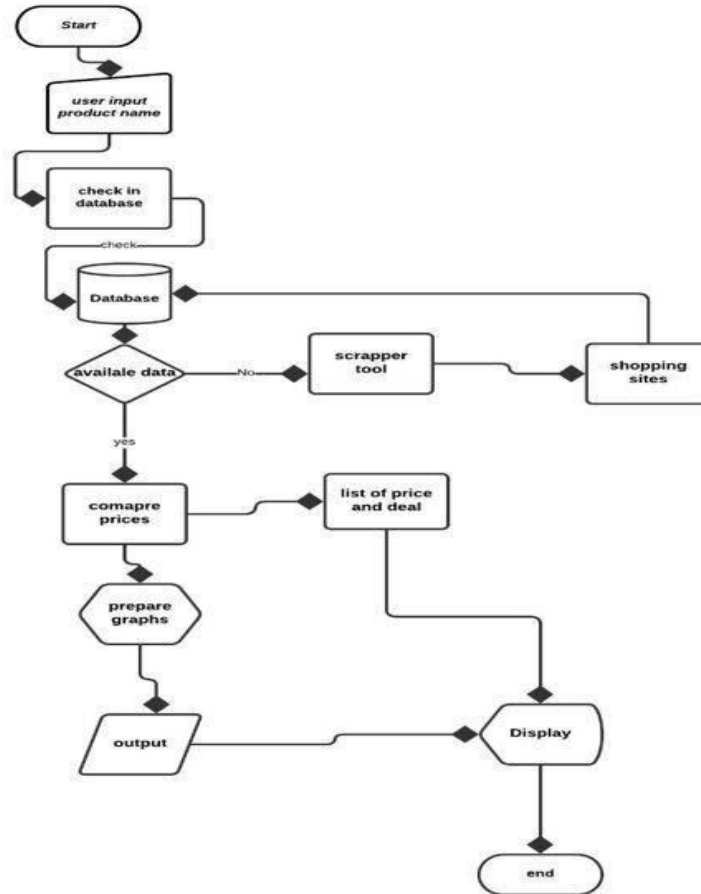 Start
user input
product name
check in
database
check
Database
availale data
No
scrapper
tool
shopping
sites
yes
comapre
prices
list of price
and deal
prepare
graphs
output
Display
end